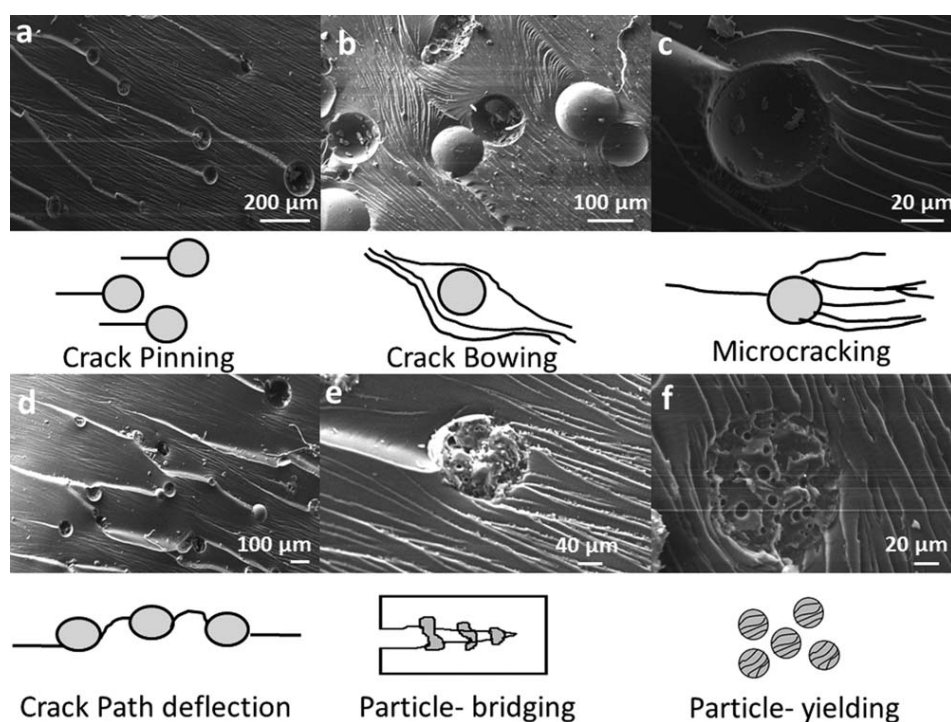 a b c
200 μm 100 μm 20 μm
Crack Pinning Crack Bowing Microcracking
d e f
100 μm 40 μm 20 μm
Crack Path deflection Particle- bridging Particle- yielding